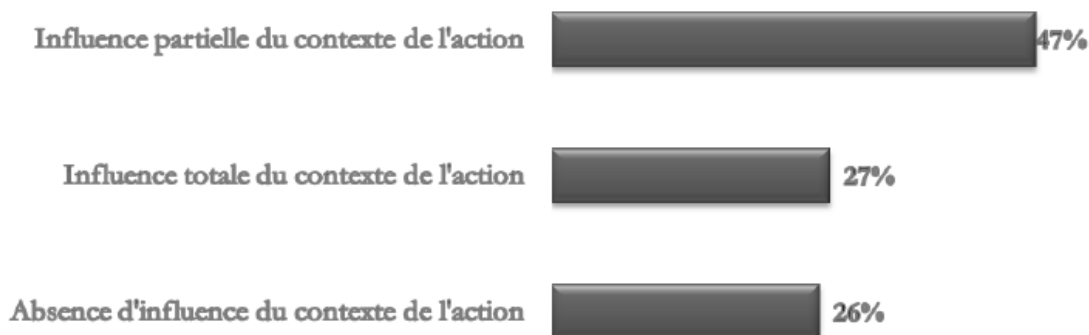 Influence partielle du contexte de l'action 47%
Influence totale du contexte de l'action 27%
Absence d'influence du contexte de l'action 26%